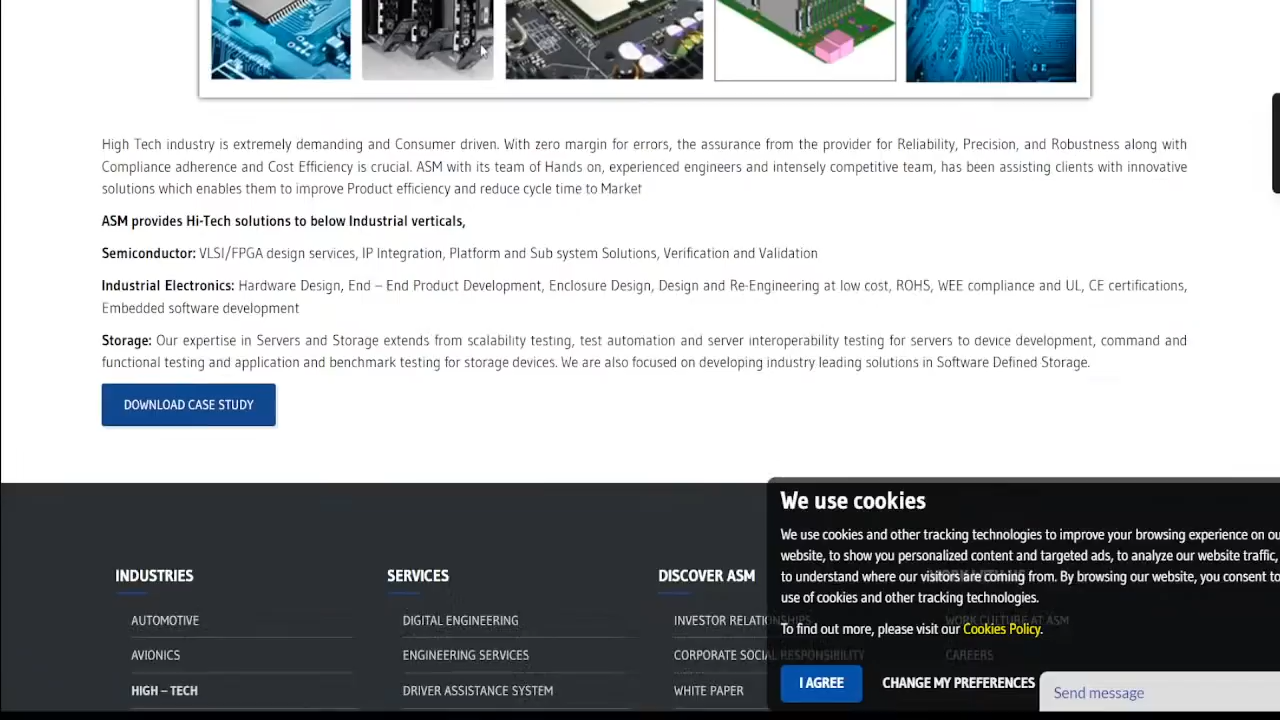 High Tech industry is extremely demanding and Consumer driven. With zero margin for errors, the assurance from the provider for Reliability, Precision, and Robustness along with
Compliance adherence and Cost Efficiency is crucial. ASM with its team of Hands on, experienced engineers and intensely competitive team, has been assisting clients with innovative
solutions which enables them to improve Product efficiency and reduce cycle time to Market
ASM provides Hi-Tech solutions to below Industrial verticals,
Semiconductor: VLSI/FPGA design services, IP Integration, Platform and Sub system Solutions, Verification and Validation
Industrial Electronics: Hardware Design, End – End Product Development, Enclosure Design, Design and Re-Engineering at low cost, ROHS, WEE compliance and UL, CE certifications,
Embedded software development
Storage: Our expertise in Servers and Storage extends from scalability testing, test automation and server interoperability testing for servers to device development, command and
functional testing and application and benchmark testing for storage devices. We are also focused on developing industry leading solutions in Software Defined Storage.
DOWNLOAD CASE STUDY
INDUSTRIES
AUTOMOTIVE
AVIONICS
HIGH – TECH
SERVICES
DIGITAL ENGINEERING
ENGINEERING SERVICES
DRIVER ASSISTANCE SYSTEM
DISCOVER ASM
INVESTOR RELATIONSHIPS
CORPORATE SOCIAL RESPONSIBILITY
WHITE PAPER
WORK CULTURE AT ASM
CAREERS
We use cookies
We use cookies and other tracking technologies to improve your browsing experience on
website, to show you personalized content and targeted ads, to analyze our website traffic,
to understand where our visitors are coming from. By browsing our website, you consent to
use of cookies and other tracking technologies.
To find out more, please visit our Cookies Policy.
I AGREE
CHANGE MY PREFERENCES
Send message